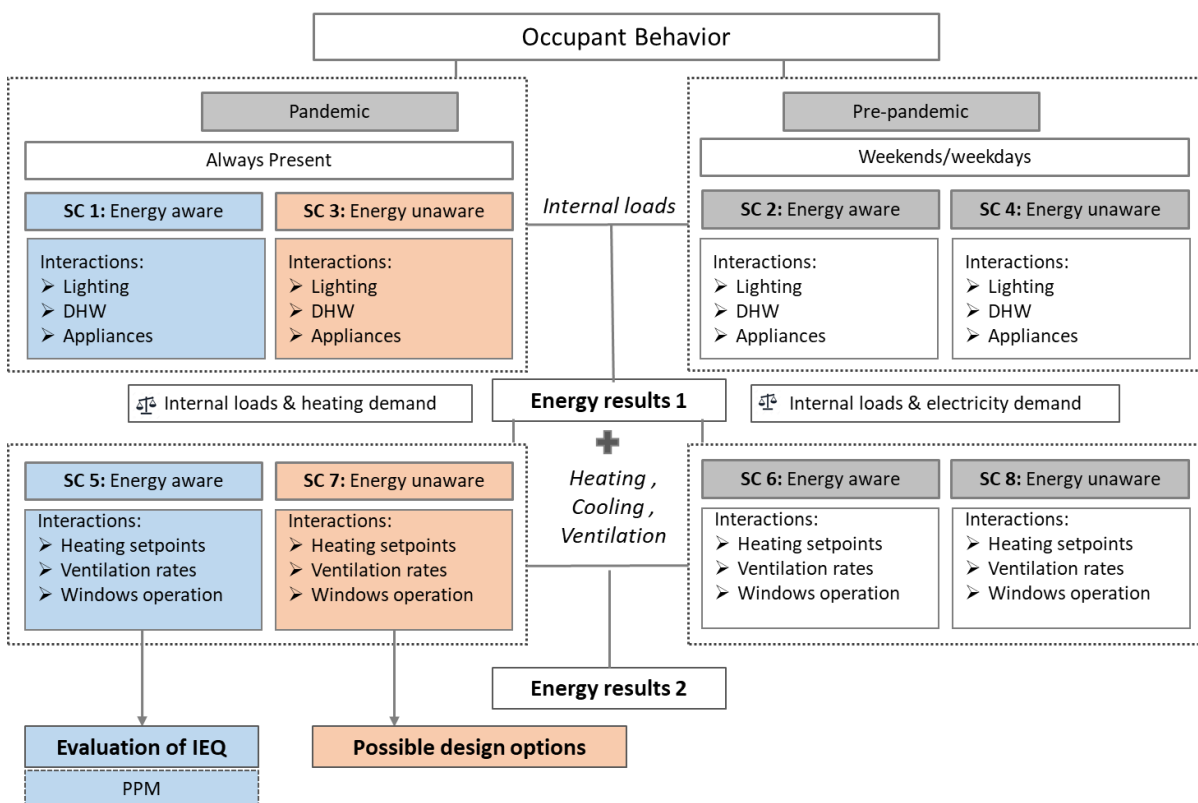 Occupant Behavior
Pandemic
Always Present
SC 1: Energy aware
Interactions:
➢ Lighting
➢ DHW
➢ Appliances
SC 3: Energy unaware
Interactions:
➢ Lighting
➢ DHW
➢ Appliances
Internal loads
Pre-pandemic
Weekends/weekdays
SC 2: Energy aware
Interactions:
➢ Lighting
➢ DHW
➢ Appliances
SC 4: Energy unaware
Interactions:
➢ Lighting
➢ DHW
➢ Appliances
Internal loads & heating demand
Energy results 1
Internal loads & electricity demand
SC 5: Energy aware
Interactions:
➢ Heating setpoints
➢ Ventilation rates
➢ Windows operation
SC 7: Energy unaware
Interactions:
➢ Heating setpoints
➢ Ventilation rates
➢ Windows operation
Heating ,
Cooling ,
Ventilation
SC 6: Energy aware
Interactions:
➢ Heating setpoints
➢ Ventilation rates
➢ Windows operation
SC 8: Energy unaware
Interactions:
➢ Heating setpoints
➢ Ventilation rates
➢ Windows operation
Energy results 2
Evaluation of IEQ
PPM
Possible design options